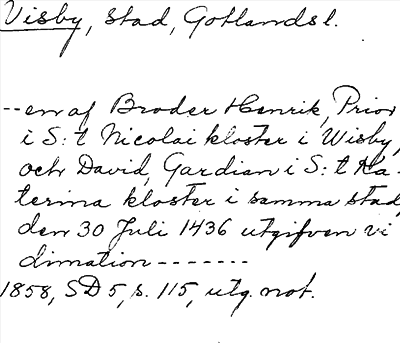 Visby, stad, Gotlandsl.
--en af Broder Henrik, Prior
i S:t Nicolai kloster i Wisby,
och David, Gardian i S:t Ka-
terina kloster i samma stad,
den 30 Juli 1436 utgifven vi
dimation-------
1858, SD 5, s. 115, utg. not.